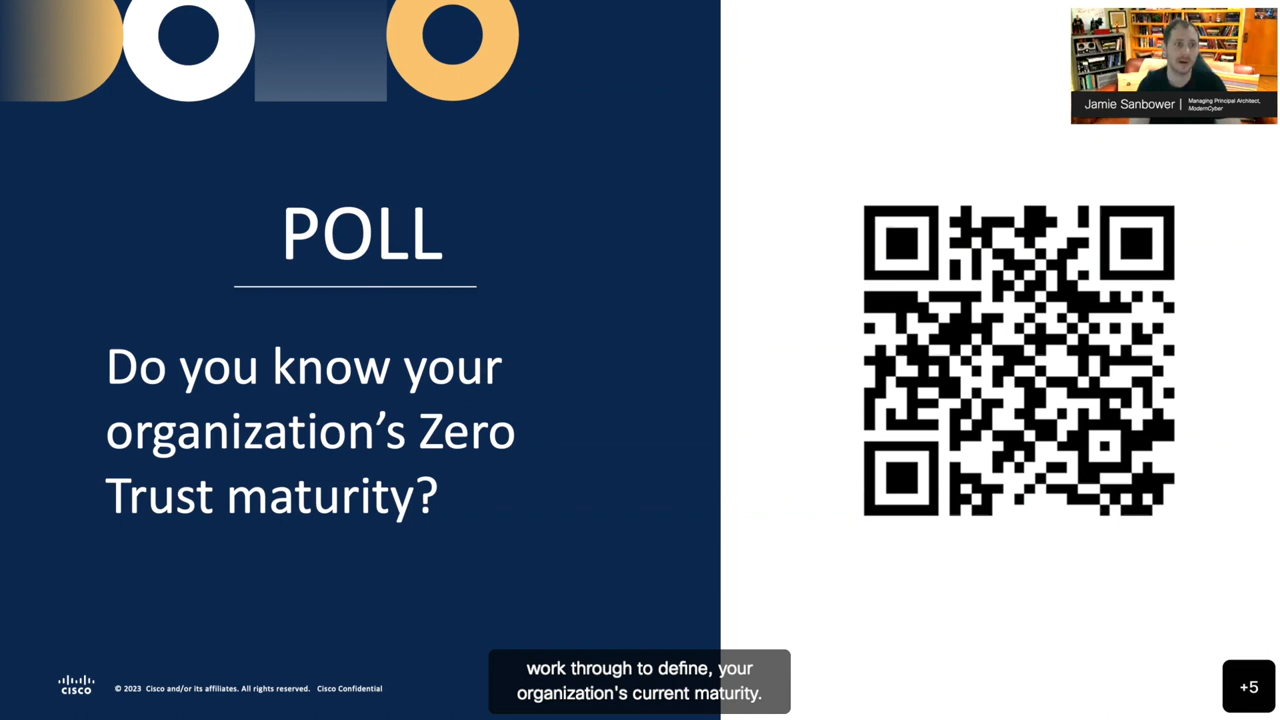 Jamie Sanbower | Managing Principal Architect,
ModernCyber
POLL
Do you know your
organization’s Zero
Trust maturity?
CISCO © 2023 Cisco and/or its affiliates. All rights reserved. Cisco Confidential
work through to define, your
organization's current maturity.
+5